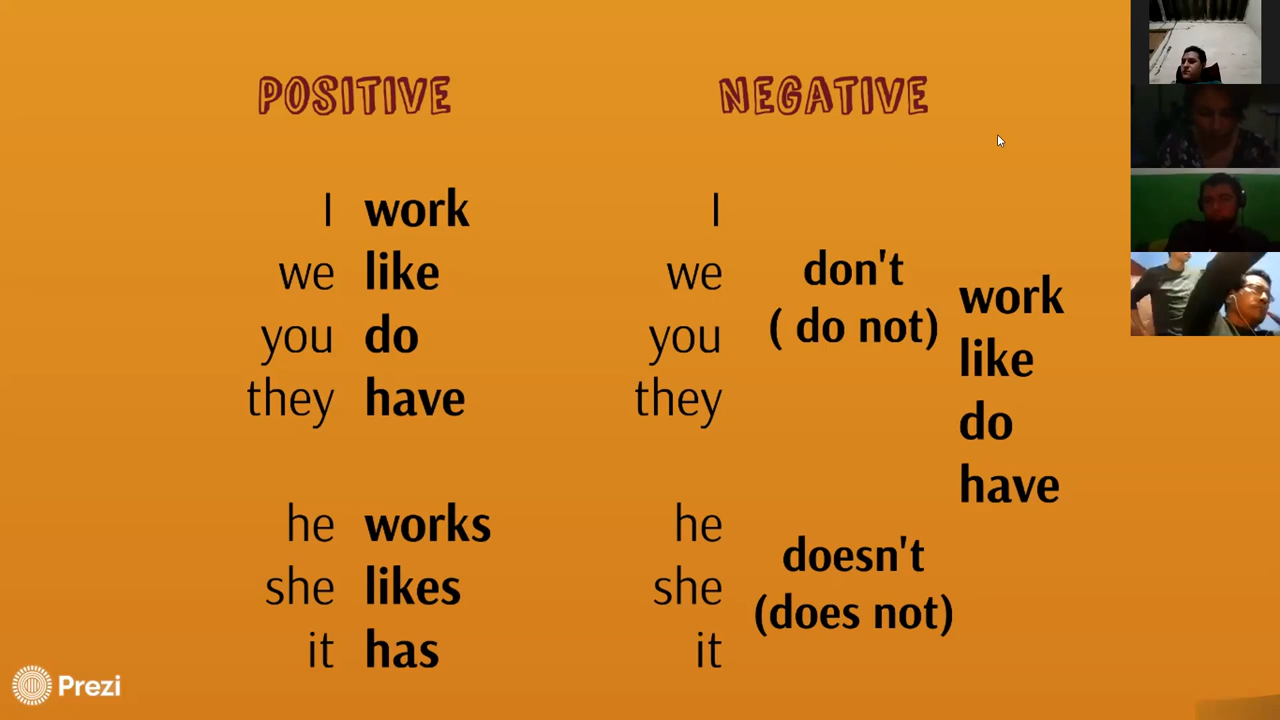 POSITIVE
I work
we like
you do
they have
he works
she likes
it has
NEGATIVE
I
we
you
they
don't
( do not)
he
she
it
doesn't
(does not)
work
like
do
have
Prezi